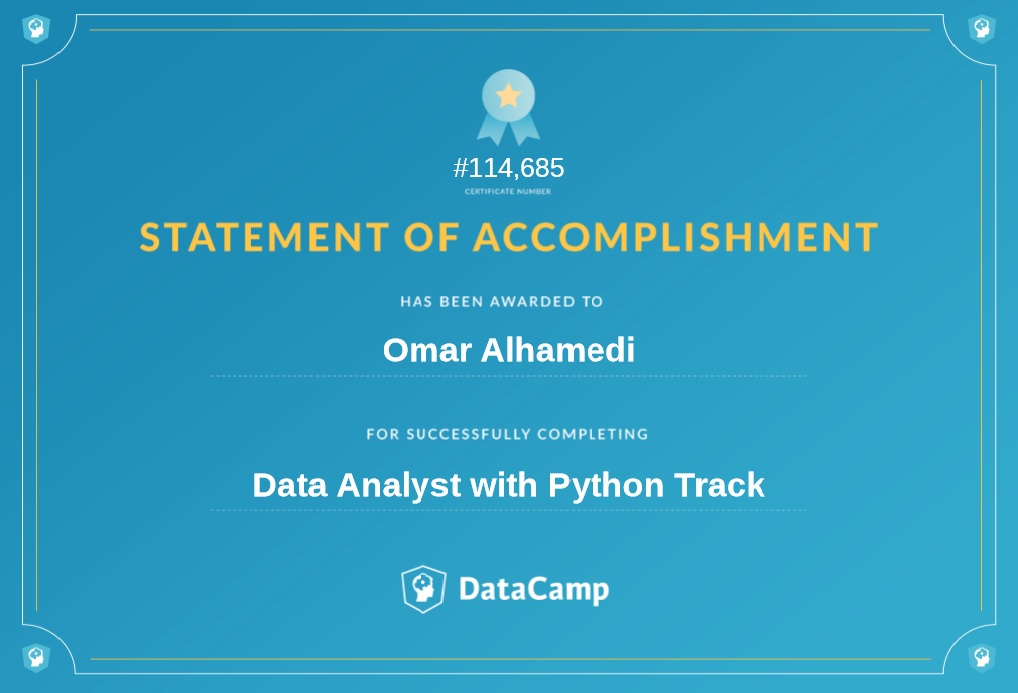 #114,685
CERTIFICATE NUMBER
STATEMENT OF ACCOMPLISHMENT
HAS BEEN AWARDED TO
Omar Alhamedi
FOR SUCCESSFULLY COMPLETING
Data Analyst with Python Track
DataCamp